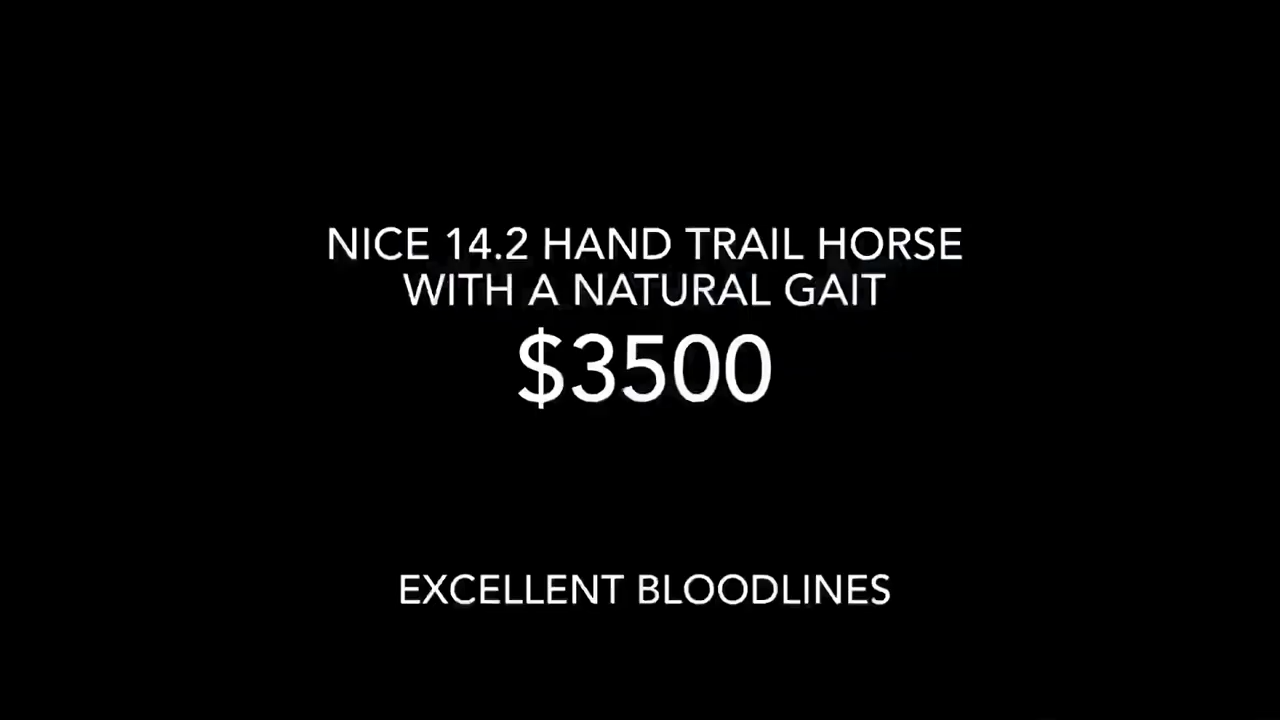 NICE 14.2 HAND TRAIL HORSE
WITH A NATURAL GAIT
$3500
EXCELLENT BLOODLINES